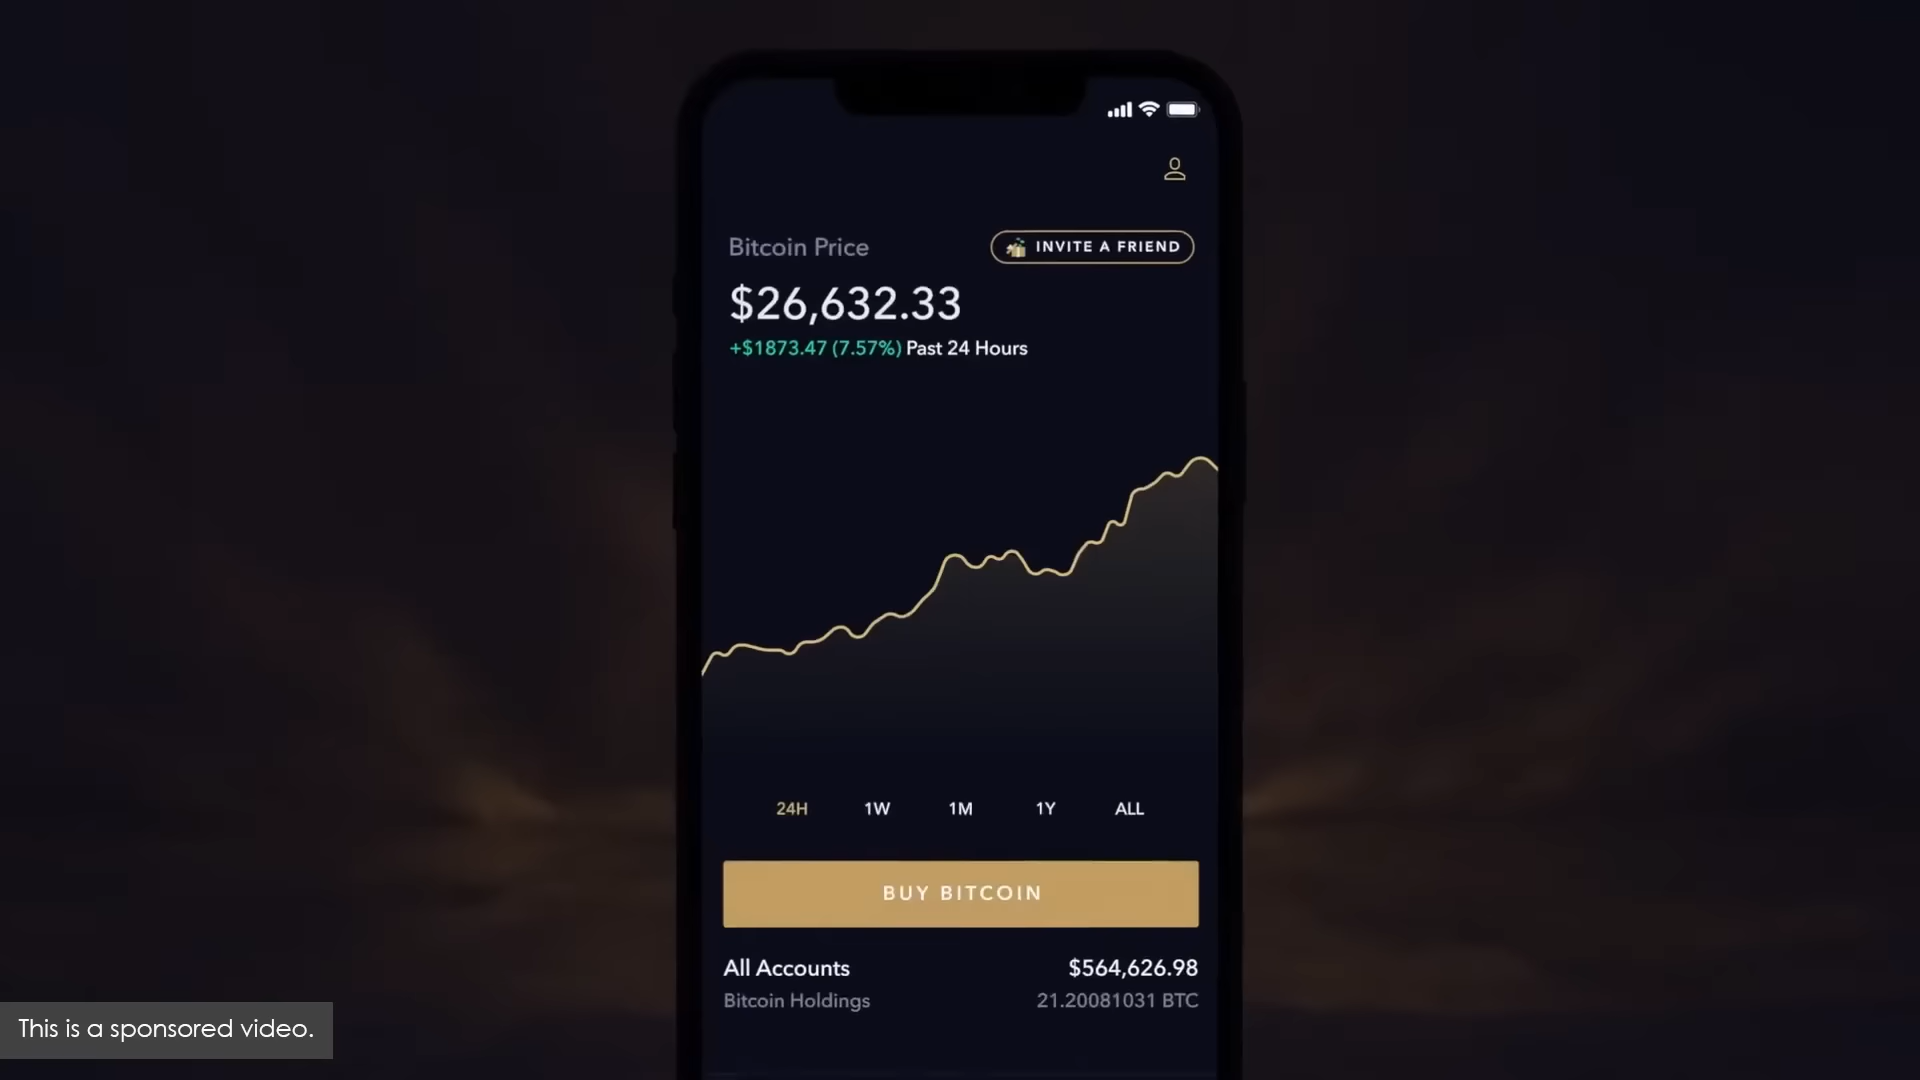 Bitcoin Price
INVITE A FRIEND
$26,632.33
+$1873.47 (7.57%) Past 24 Hours
24H 1W 1M 1Y ALL
BUY BITCOIN
All Accounts $564,626.98
Bitcoin Holdings 21.20081031 BTC
This is a sponsored video.